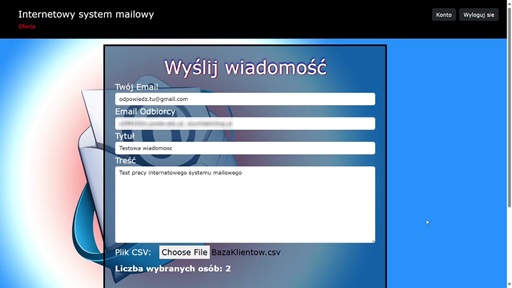 Internetowy system mailowy
Oferta
Konto
Wyloguj sie
Wyślij wiadomość
Twój Email
odpowiedz.tu@gmail.com
Email Odbiorcy
Tytuł
Testowa wiadomosc
Treść
Test pracy internetowego systemu mailowego
Plik CSV: Choose File BazaKlientow.csv
Liczba wybranych osób: 2